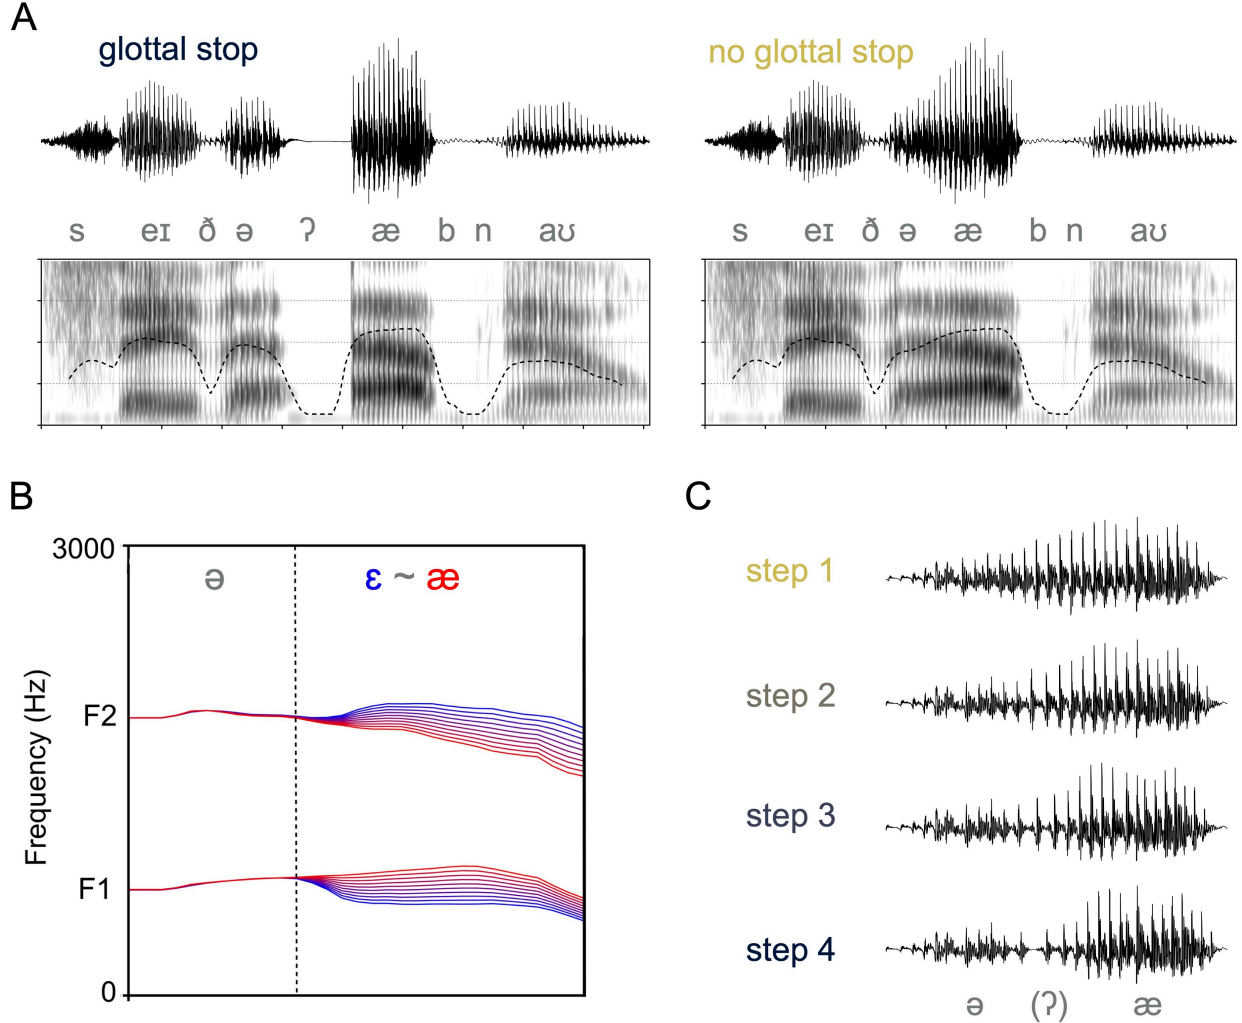 A
glottal stop
no glottal stop
s eɪ ð ə ʔ æ b n aʊ
s eɪ ð ə æ b n aʊ
B
3000
ə
ɛ ~ æ
F2
F1
0
Frequency (Hz)
C
step 1
step 2
step 3
step 4
ə (ʔ) æ